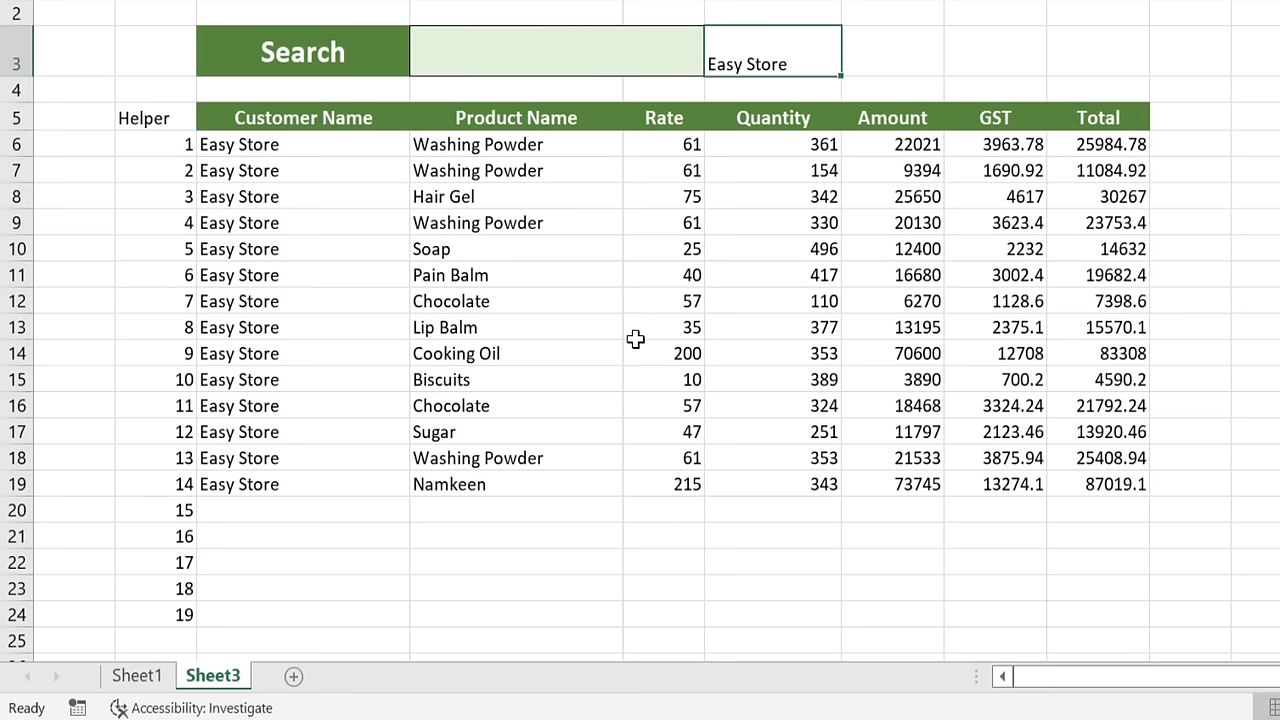 2
3 Search Easy Store
4
5 Helper Customer Name Product Name Rate Quantity Amount GST Total
6 1 Easy Store Washing Powder 61 361 22021 3963.78 25984.78
7 2 Easy Store Washing Powder 61 154 9394 1690.92 11084.92
8 3 Easy Store Hair Gel 75 342 25650 4617 30267
9 4 Easy Store Washing Powder 61 330 20130 3623.4 23753.4
10 5 Easy Store Soap 25 496 12400 2232 14632
11 6 Easy Store Pain Balm 40 417 16680 3002.4 19682.4
12 7 Easy Store Chocolate 57 110 6270 1128.6 7398.6
13 8 Easy Store Lip Balm 35 377 13195 2375.1 15570.1
14 9 Easy Store Cooking Oil 200 353 70600 12708 83308
15 10 Easy Store Biscuits 10 389 3890 700.2 4590.2
16 11 Easy Store Chocolate 57 324 18468 3324.24 21792.24
17 12 Easy Store Sugar 47 251 11797 2123.46 13920.46
18 13 Easy Store Washing Powder 61 353 21533 3875.94 25408.94
19 14 Easy Store Namkeen 215 343 73745 13274.1 87019.1
20 15
21 16
22 17
23 18
24 19
25
Sheet1 Sheet3
Ready Accessibility: Investigate